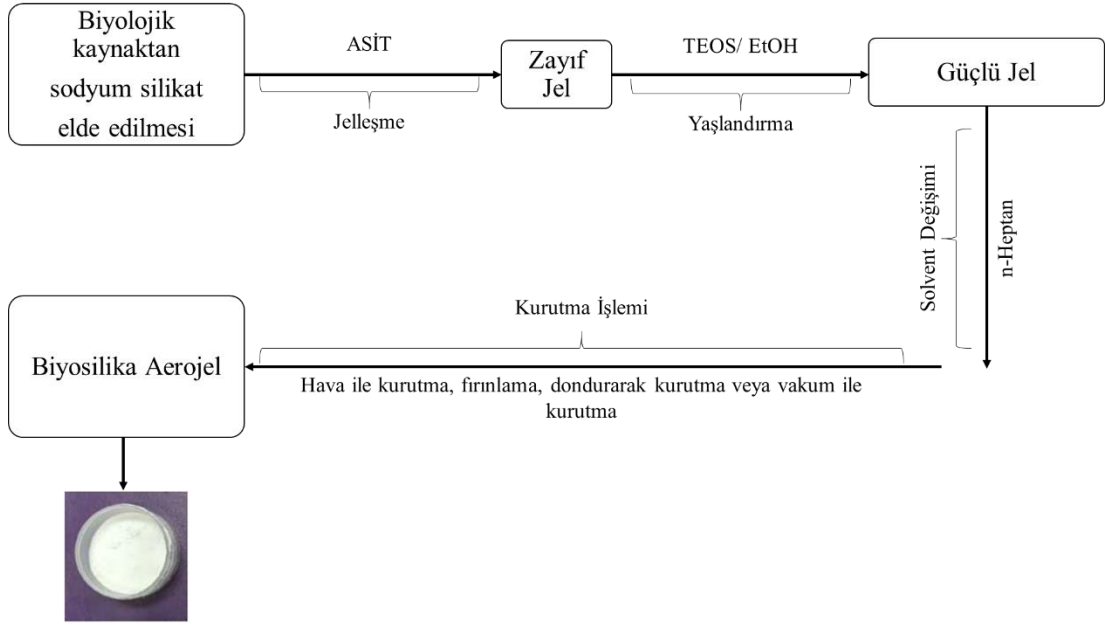 Biyolojik
kaynaktan
sodyum silikat
elde edilmesi
ASİT
Jelleşme
Zayıf
Jel
TEOS/ EtOH
Yaşlandırma
Güçlü Jel
Solvent Değişimi
n-Heptan
Kurutma İşlemi
Hava ile kurutma, fırınlama, dondurarak kurutma veya vakum ile
kurutma
Biyosilika Aerojel